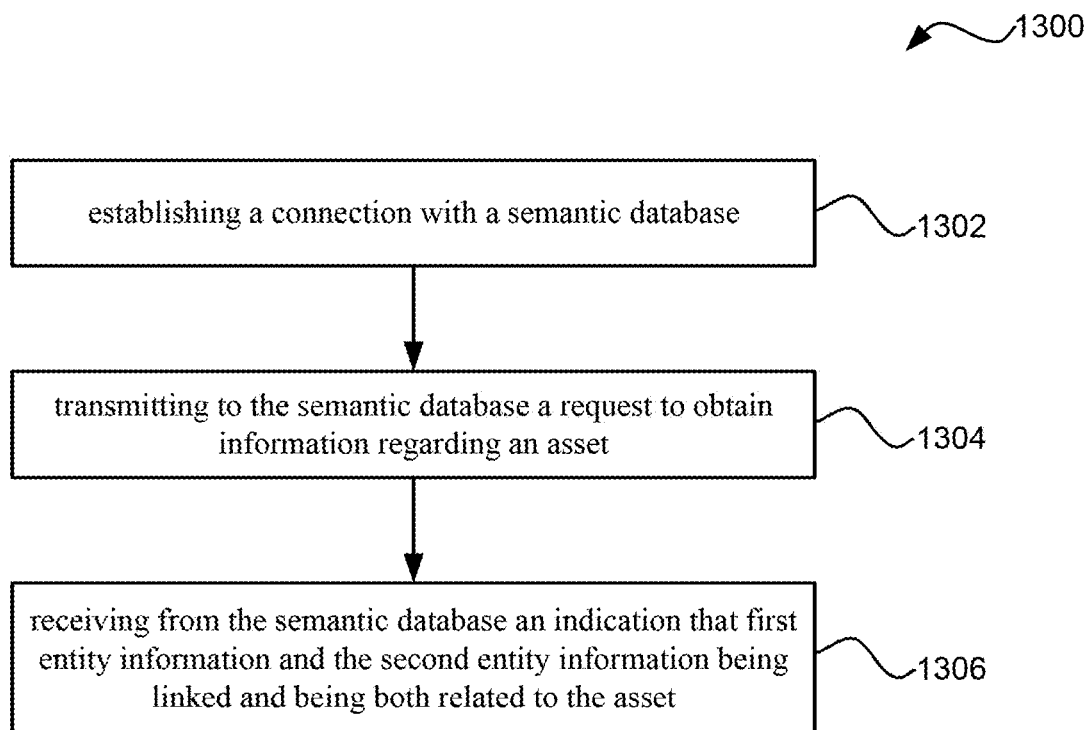 1300
establishing a connection with a semantic database
1302
transmitting to the semantic database a request to obtain
information regarding an asset
1304
receiving from the semantic database an indication that first
entity information and the second entity information being
linked and being both related to the asset
1306